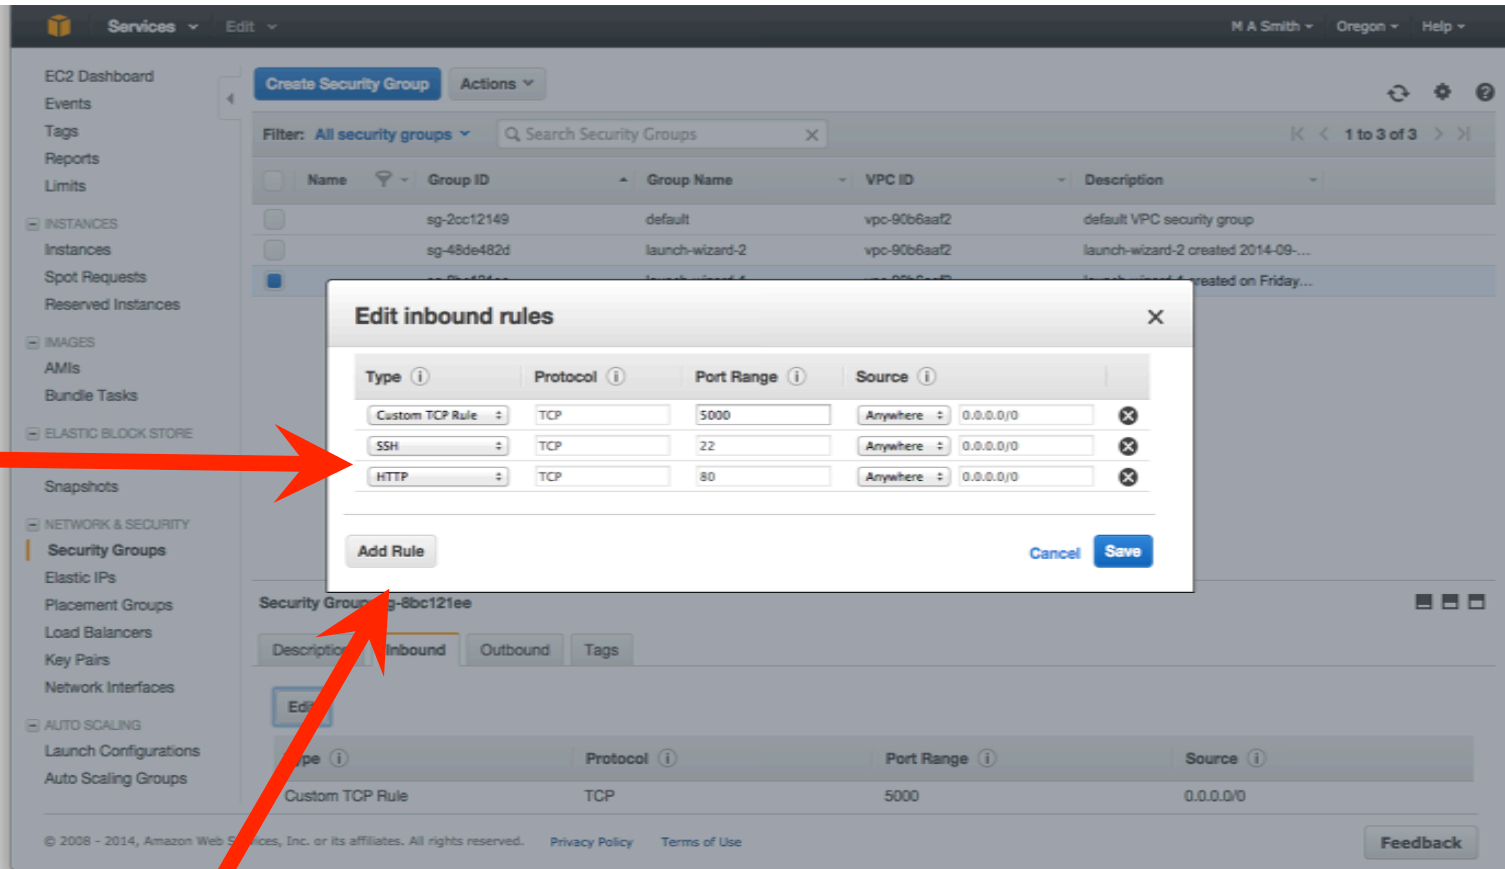 Services Edit M A Smith Oregon Help
EC2 Dashboard
Events
Tags
Reports
Limits
INSTANCES
Instances
Spot Requests
Reserved Instances
IMAGES
AMIs
Bundle Tasks
ELASTIC BLOCK STORE
Snapshots
NETWORK & SECURITY
Security Groups
Elastic IPs
Placement Groups
Load Balancers
Key Pairs
Network Interfaces
AUTO SCALING
Launch Configurations
Auto Scaling Groups
Create Security Group Actions
Filter: All security groups Search Security Groups 1 to 3 of 3
Name Group ID Group Name VPC ID Description
sg-2cc12149 default vpc-90b6aaf2 default VPC security group
sg-48de482d launch-wizard-2 vpc-90b6aaf2 launch-wizard-2 created 2014-09-...
created on Friday...
Edit inbound rules
Type Protocol Port Range Source
Custom TCP Rule TCP 5000 Anywhere 0.0.0.0/0
SSH TCP 22 Anywhere 0.0.0.0/0
HTTP TCP 80 Anywhere 0.0.0.0/0
Add Rule Cancel Save
Security Group: sg-8bc121ee
Description Inbound Outbound Tags
Edit
Type Protocol Port Range Source
Custom TCP Rule TCP 5000 0.0.0.0/0
© 2008 - 2014, Amazon Web Services, Inc. or its affiliates. All rights reserved. Privacy Policy Terms of Use Feedback